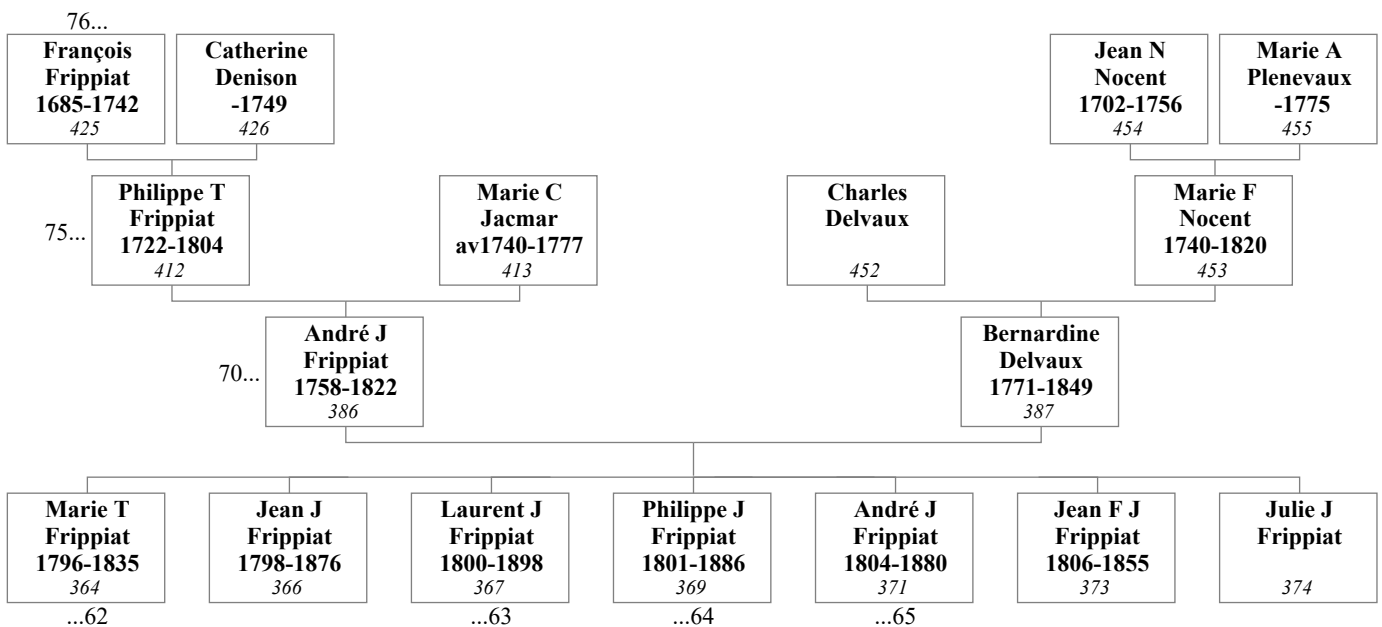 76...
François
Frippiat
1685-1742
425
Catherine
Denison
-1749
426
Jean N
Nocent
1702-1756
454
Marie A
Plenevaux
-1775
455
75...
Philippe T
Frippiat
1722-1804
412
Marie C
Jacmar
av1740-1777
413
Charles
Delvaux
452
Marie F
Nocent
1740-1820
453
70...
André J
Frippiat
1758-1822
386
Bernardine
Delvaux
1771-1849
387
Marie T
Frippiat
1796-1835
364
...62
Jean J
Frippiat
1798-1876
366
Laurent J
Frippiat
1800-1898
367
...63
Philippe J
Frippiat
1801-1886
369
...64
André J
Frippiat
1804-1880
371
...65
Jean F J
Frippiat
1806-1855
373
Julie J
Frippiat
374